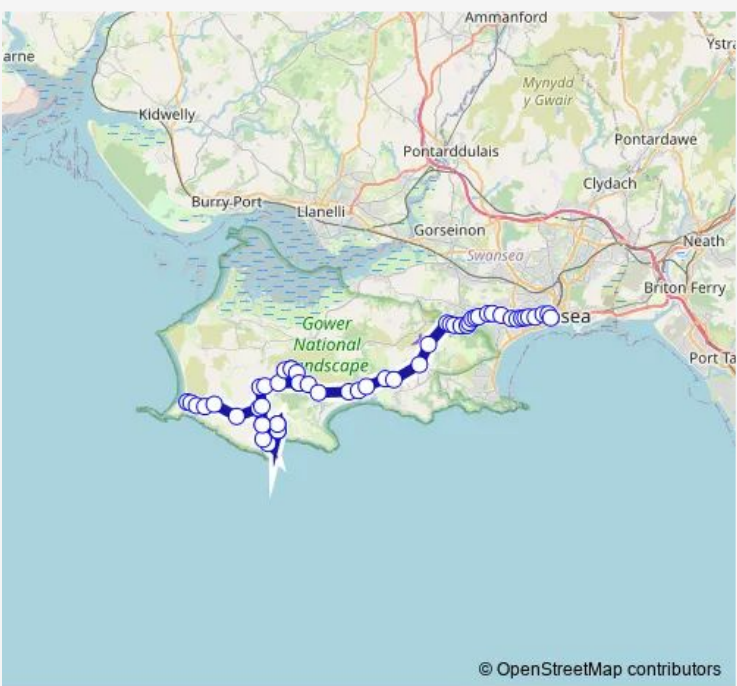 Ammanford
Ystr
arne
Mynydd
y Gwair
Kidwelly
Pontarddulais
Pontardawe
Clydach
Burry Port
Llanelli
Gorseinon
Neath
Swansea
Briton Ferry
sea
Gower
National
ndscape
Port Ta
© OpenStreetMap contributors